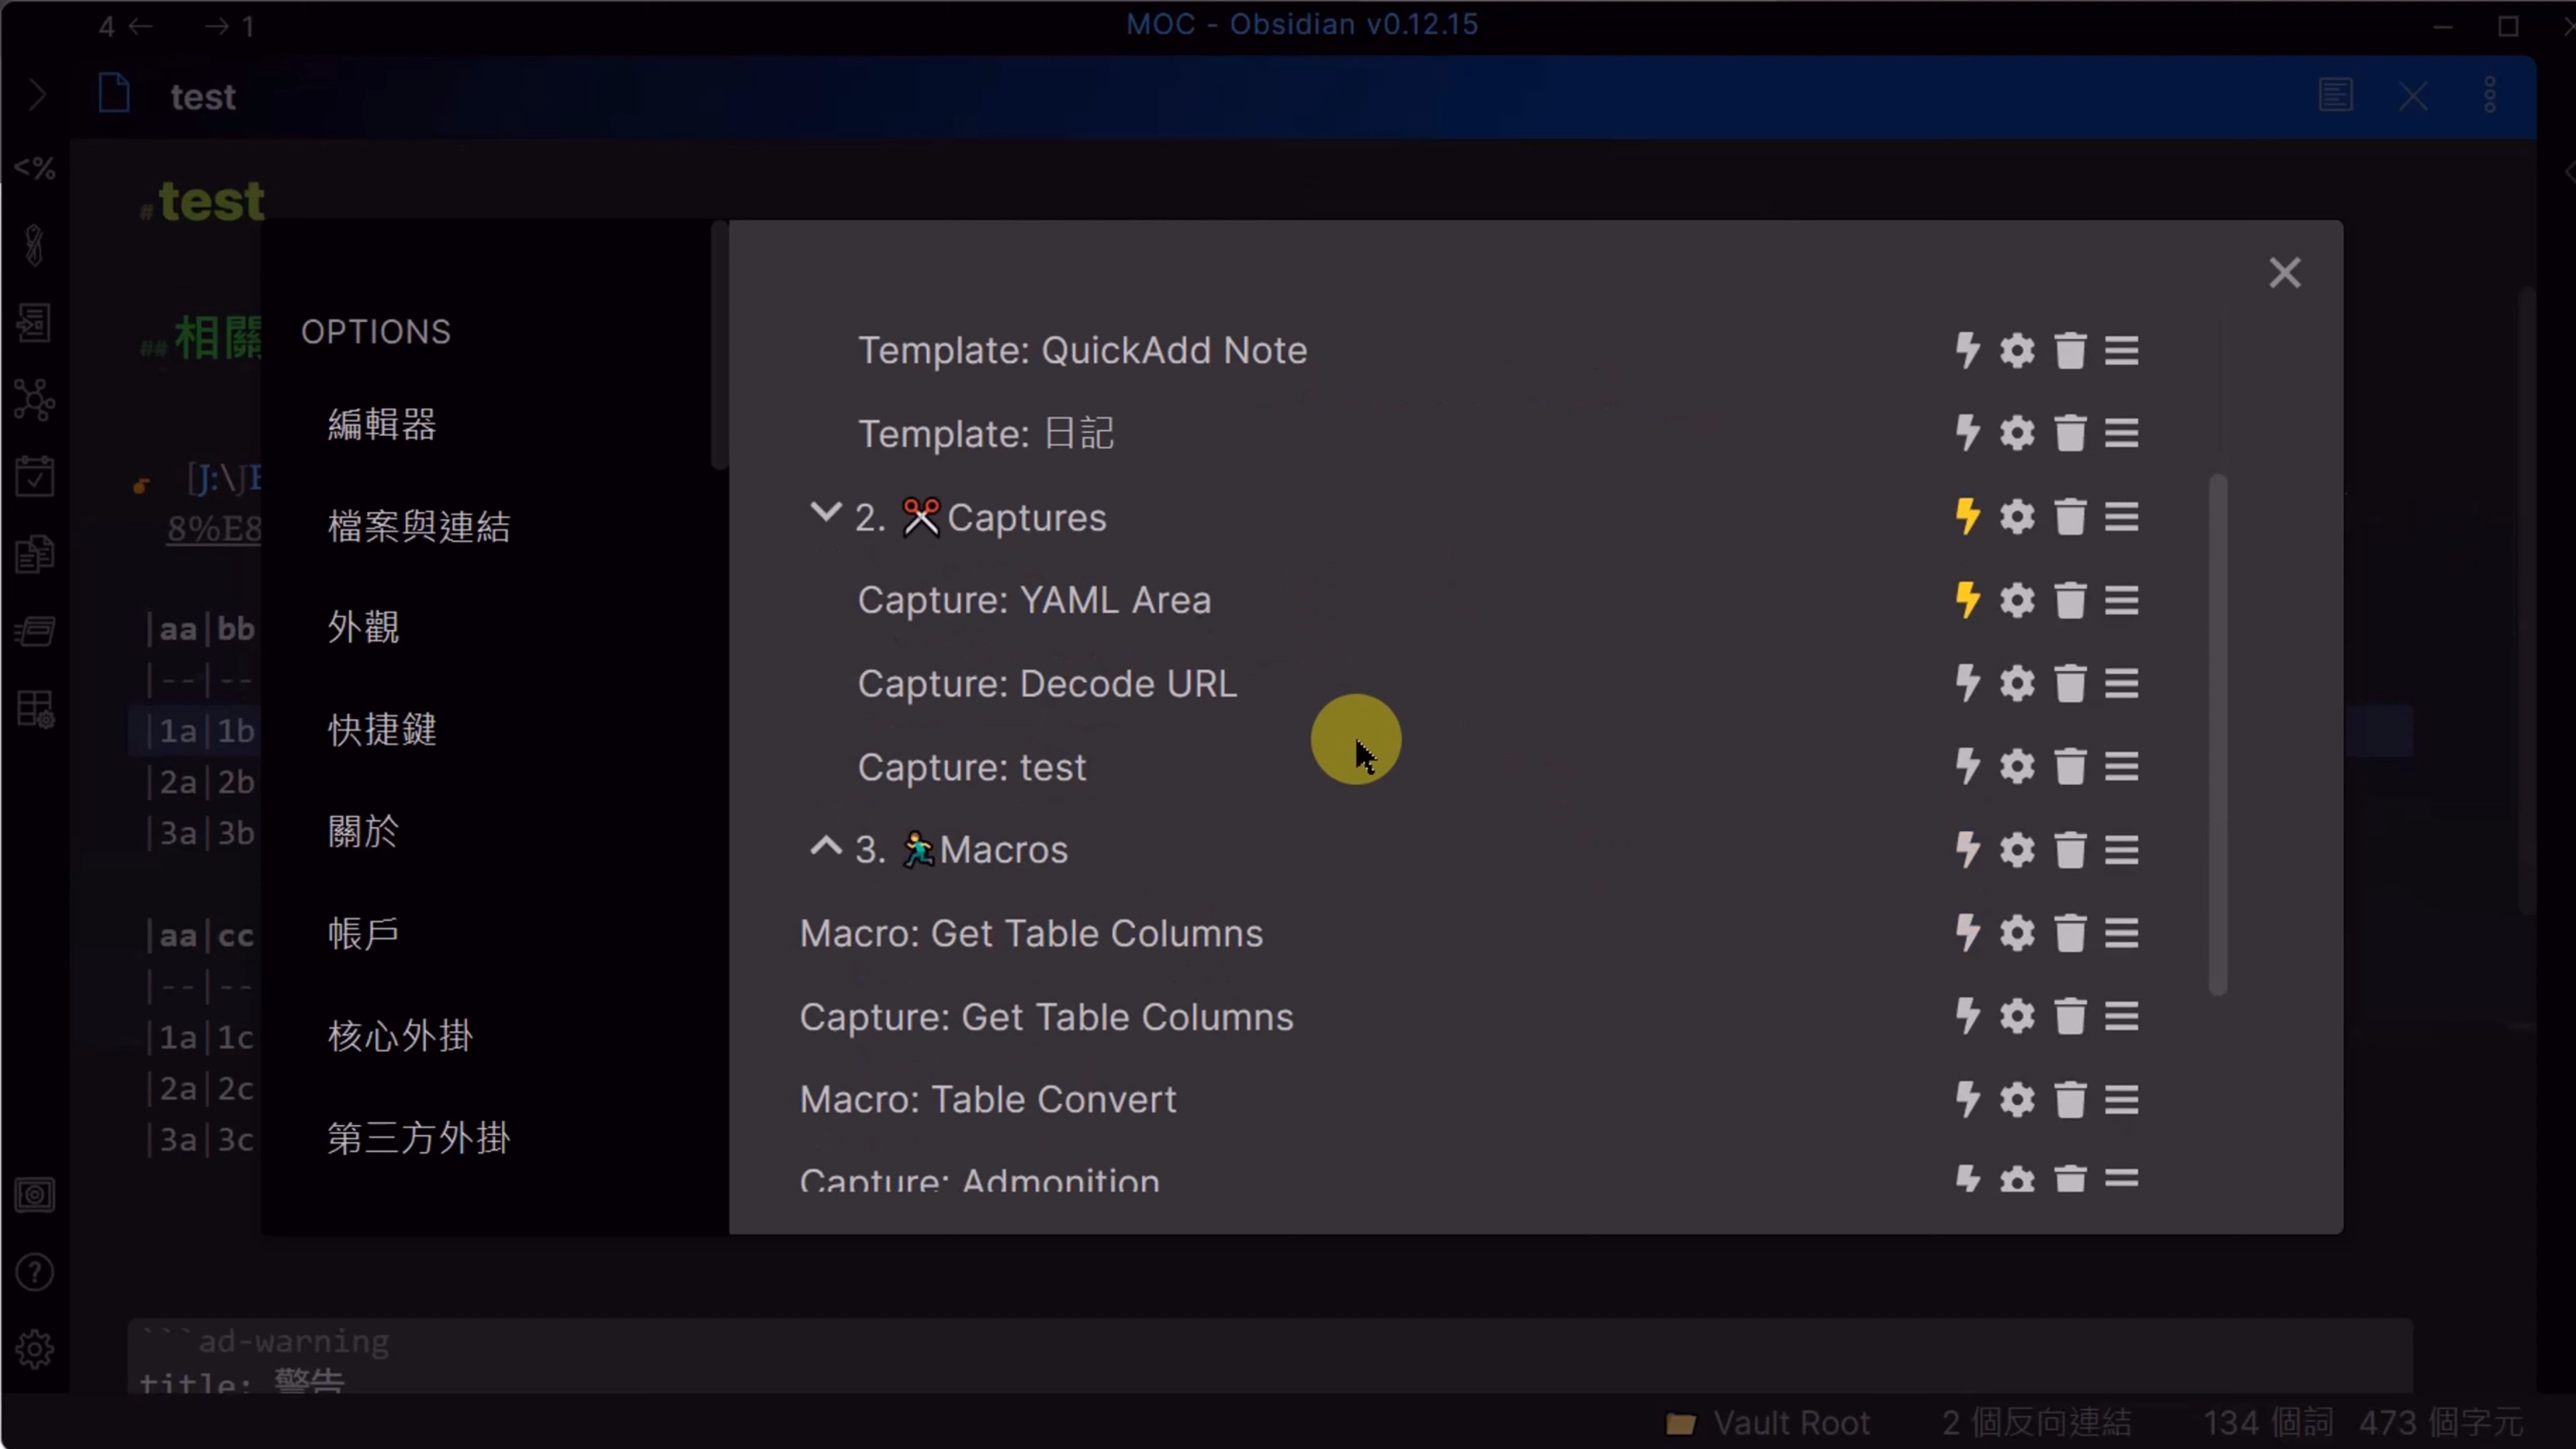 4 ← → 1
MOC - Obsidian v0.12.15
test
<%
#test
##相關
[J:\JE
8%E8
|aa|bb
|--|--
|1a|1b
|2a|2b
|3a|3b
|aa|cc
|--|--
|1a|1c
|2a|2c
|3a|3c
OPTIONS
編輯器
檔案與連結
外觀
快捷鍵
關於
帳戶
核心外掛
第三方外掛
Template: QuickAdd Note
Template: 日記
2. Captures
Capture: YAML Area
Capture: Decode URL
Capture: test
3. Macros
Macro: Get Table Columns
Capture: Get Table Columns
Macro: Table Convert
Capture: Admonition
```ad-warning
title: 警告
Vault Root 2 個反向連結 134 個詞 473 個字元